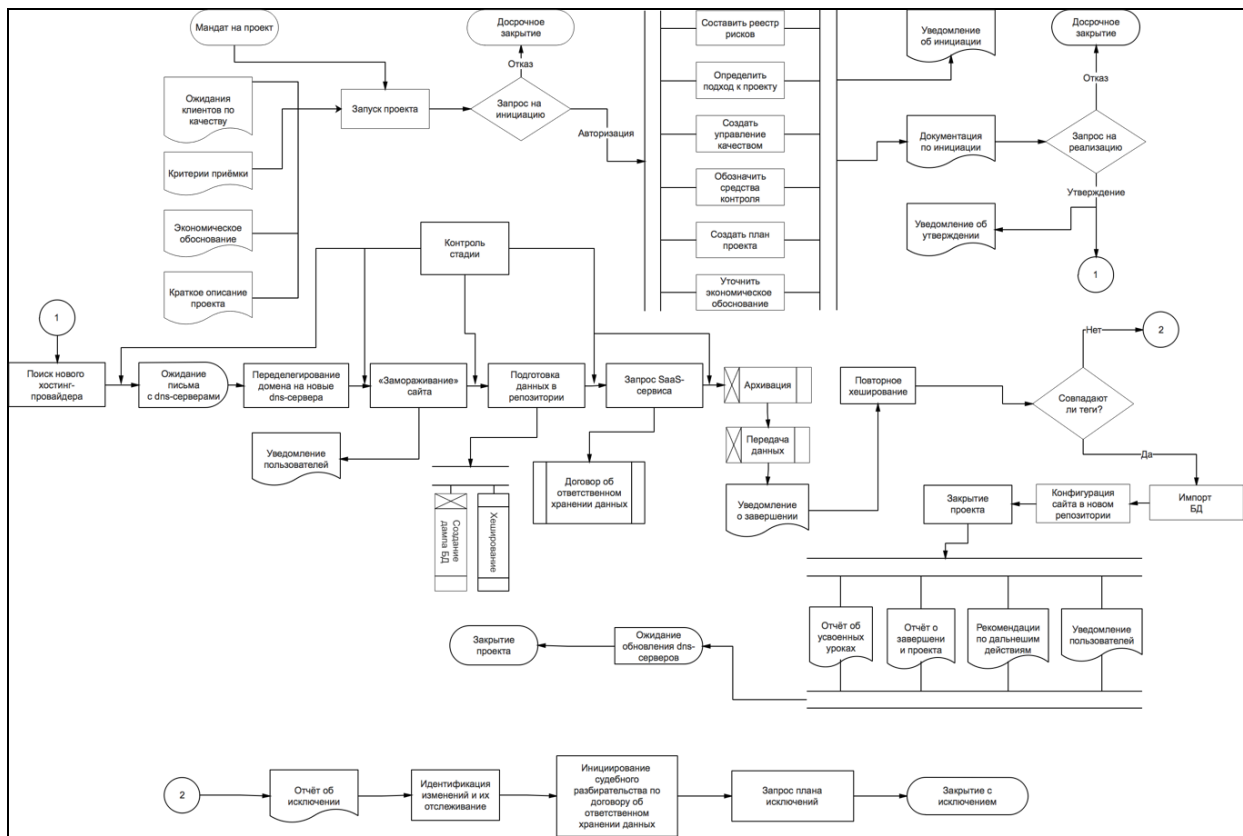 Мандат на проект
Досрочное
закрытие
Составить реестр
рисков
Уведомление
об инициации
Досрочное
закрытие
Отказ
Отказ
Ожидания
клиентов по
качеству
Запуск проекта
Запрос на
инициацию
Определить
подход к проекту
Авторизация
Создать
управление
качеством
Документация
по инициации
Запрос на
реализацию
Критерии приёмки
Обозначить
средства
контроля
Утверждение
Экономическое
обоснование
Контроль
стадии
Создать план
проекта
Уведомление об
утверждении
Краткое описание
проекта
Уточнить
экономическое
обоснование
1
1
Нет
2
Поиск нового
хостинг-
провайдера
Ожидание
письма
с dns-серверами
Переделегирование
домена на новые
dns-сервера
«Замораживание»
сайта
Подготовка
данных в
репозитории
Запрос SaaS-
сервиса
Архивация
Повторное
хеширование
Совпадают
ли теги?
Уведомление
пользователей
Передача
данных
Да
Договор об
ответственном
хранении данных
Создание
дампа БД
Хеширование
Уведомление
о завершении
Закрытие
проекта
Конфигурация
сайта в новом
репозитории
Импорт
БД
Отчёт об
усвоенных
уроках
Отчёт о
завершени
и проекта
Рекомендации
по дальнешим
действиям
Уведомление
пользователей
Закрытие
проекта
Ожидание
обновления dns-
серверов
2
Отчёт об
исключении
Идентификация
изменений и их
отслеживание
Инициирование
судебного
разбирательства по
договору об
ответственном
хранении данных
Запрос плана
исключений
Закрытие с
исключением